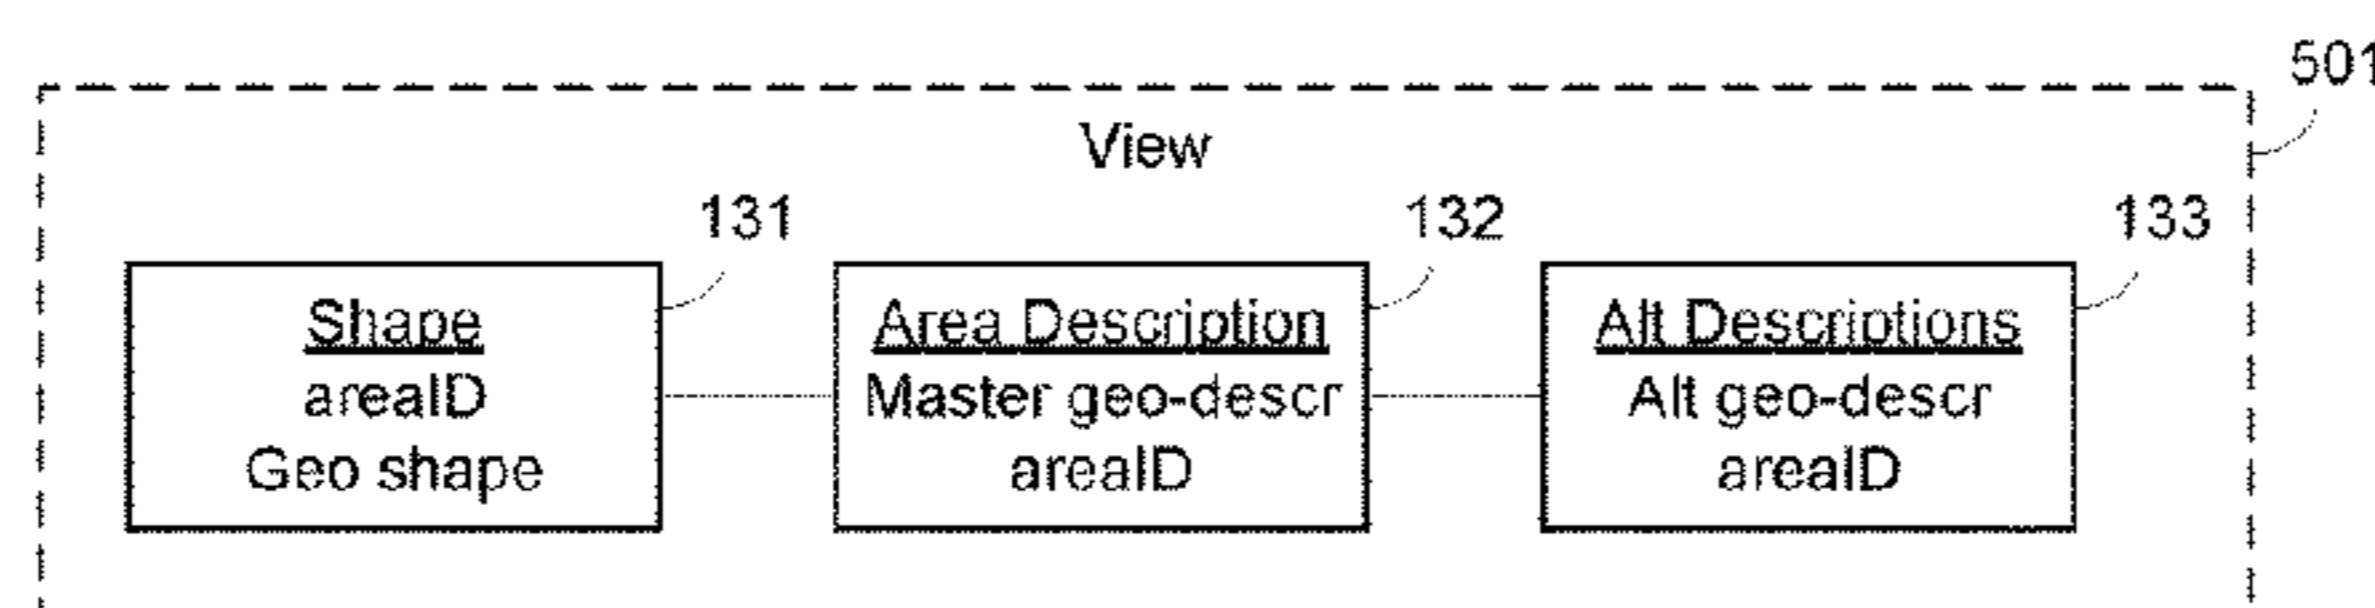 501
View
131
132
133
Shape
areaID
Geo shape
Area Description
Master geo-descr
areaID
Alt Descriptions
Alt geo-descr
areaID